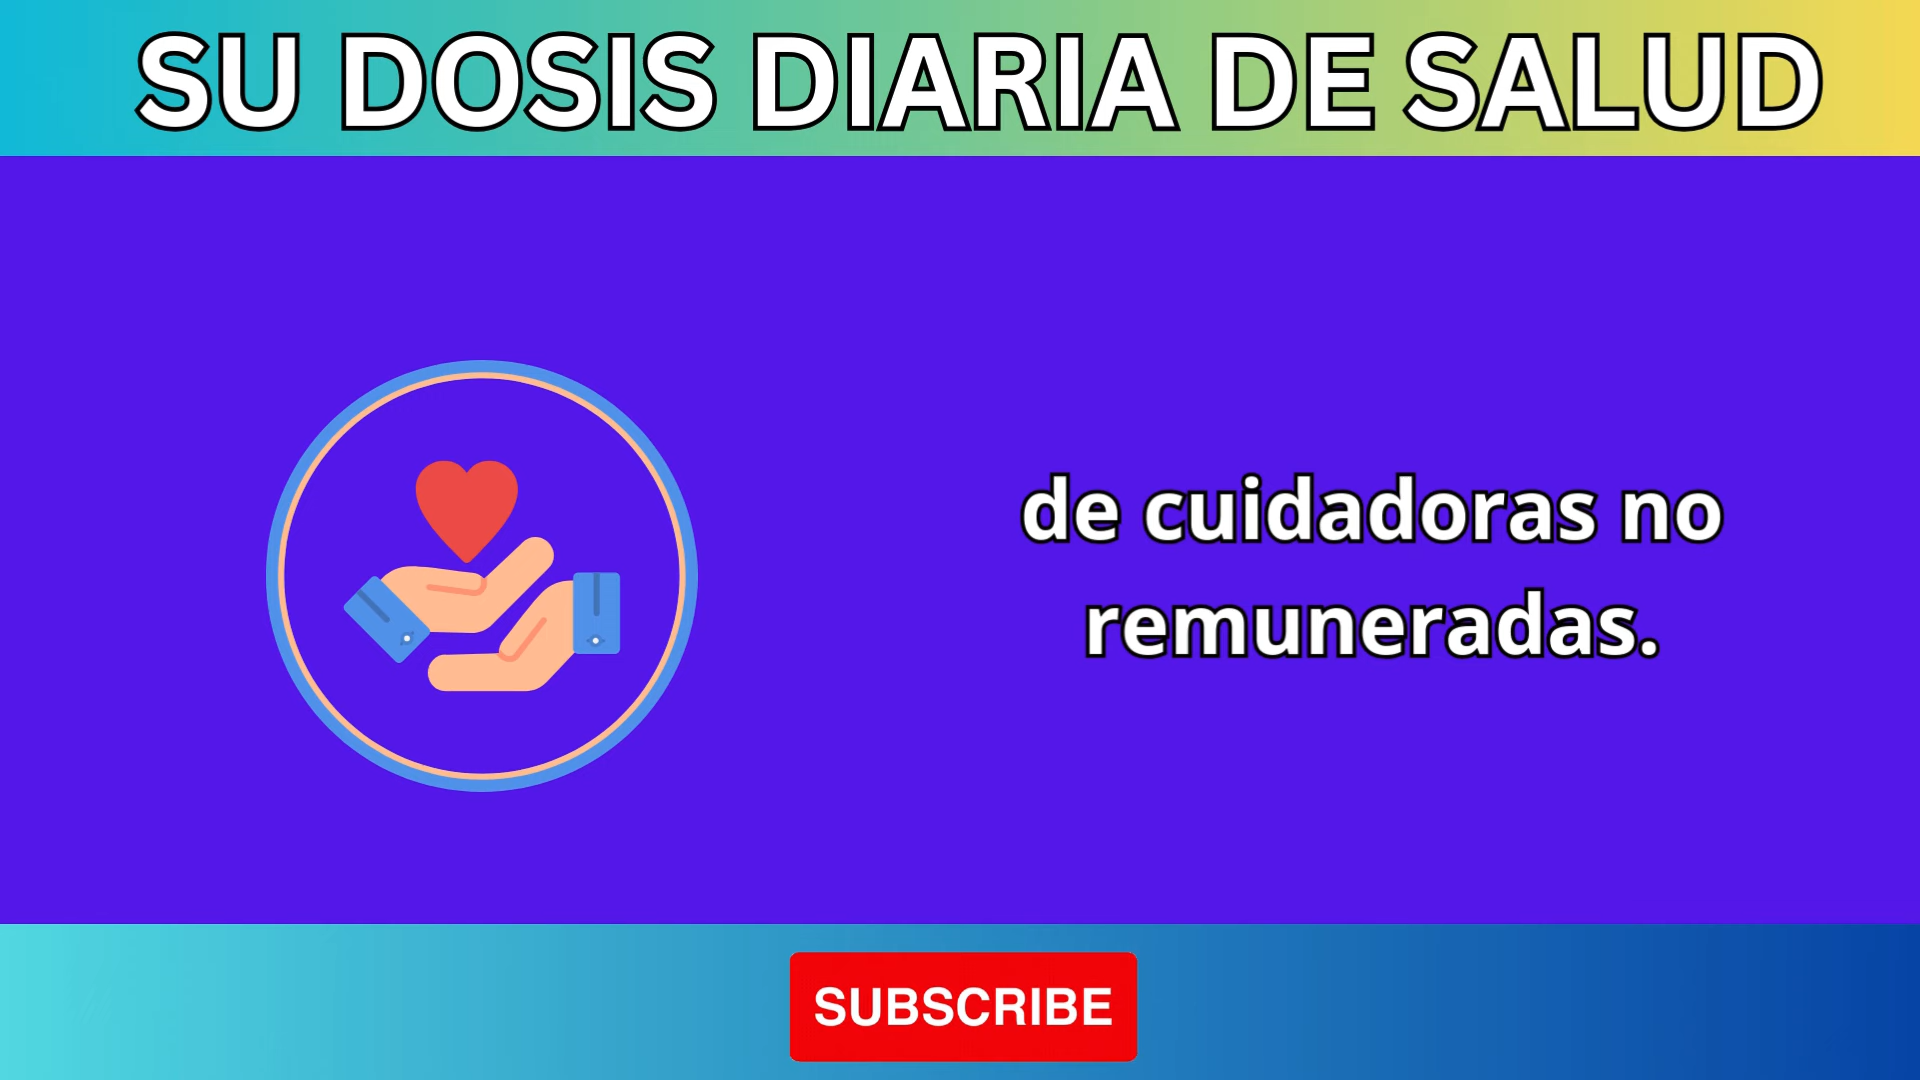 SU DOSIS DIARIA DE SALUD
de cuidadoras no
remuneradas.
SUBSCRIBE